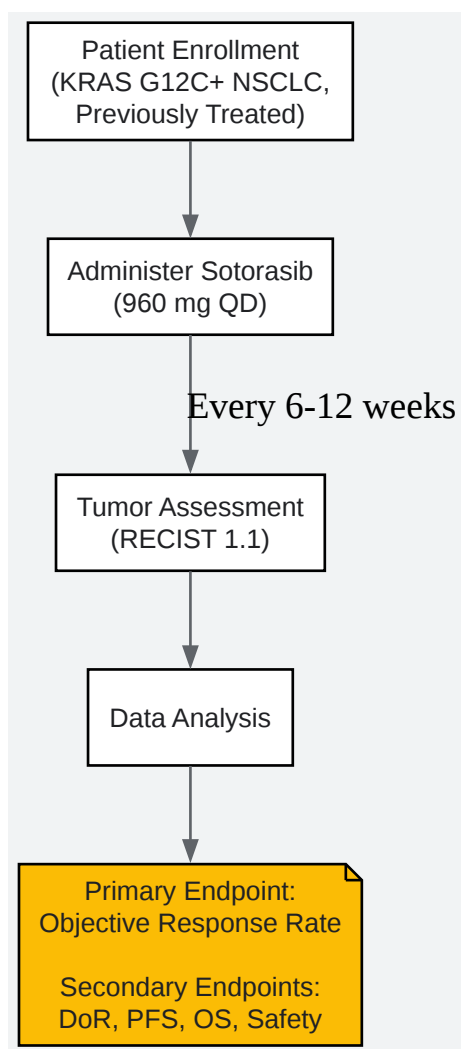 Patient Enrollment
(KRAS G12C+ NSCLC,
Previously Treated)
Administer Sotorasib
(960 mg QD)
Every 6-12 weeks
Tumor Assessment
(RECIST 1.1)
Data Analysis
Primary Endpoint:
Objective Response Rate
Secondary Endpoints:
DoR, PFS, OS, Safety